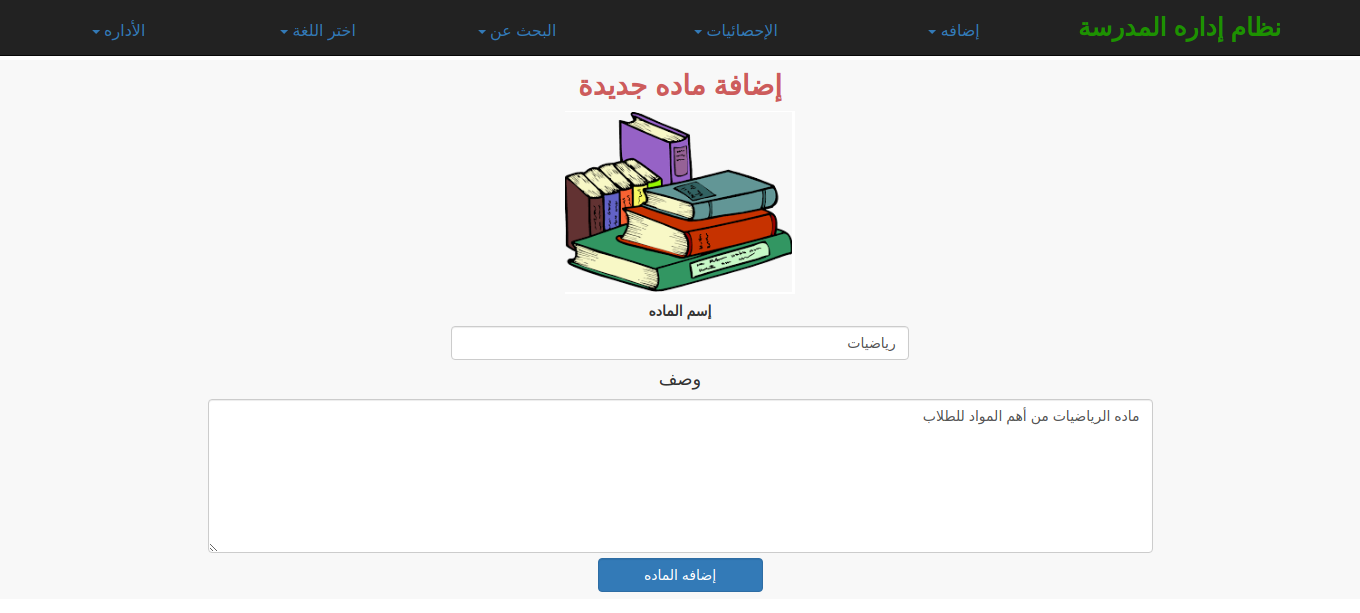 نظام إداره المدرسة
إضافه
الإحصائيات
البحث عن
اختر اللغة
الأداره
إضافة ماده جديدة
إسم الماده
رياضيات
وصف
ماده الرياضيات من أهم المواد للطلاب
إضافه الماده